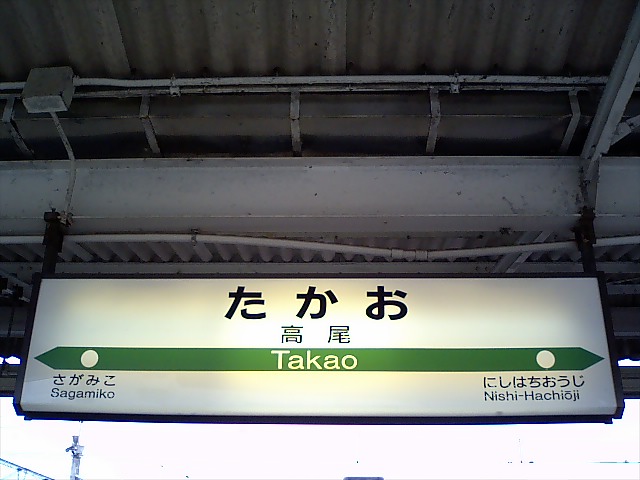 たかお
高尾
Takao
さがみこ
Sagamiko
にしはちおうじ
Nishi-Hachiōji